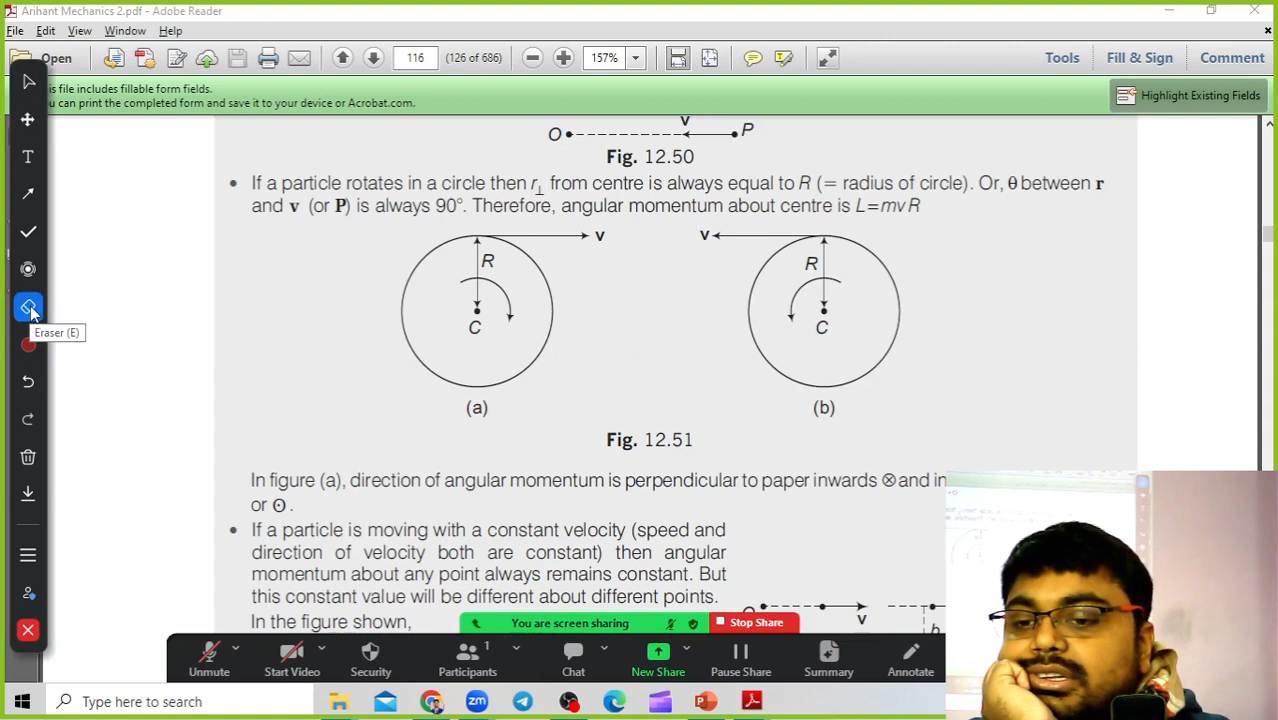 Arihant Mechanics 2.pdf - Adobe Reader
File Edit View Window Help
Open 116 (126 of 686) 157% Tools Fill & Sign Comment
is file includes fillable form fields.
u can print the completed form and save it to your device or Acrobat.com.
Highlight Existing Fields
O v P
Fig. 12.50
• If a particle rotates in a circle then r⊥ from centre is always equal to R (= radius of circle). Or, θ between r
and v (or P) is always 90°. Therefore, angular momentum about centre is L=mvR
v v
R R
C C
(a) (b)
Fig. 12.51
In figure (a), direction of angular momentum is perpendicular to paper inwards ⊗ and in
or ⊙.
• If a particle is moving with a constant velocity (speed and
direction of velocity both are constant) then angular
momentum about any point always remains constant. But
this constant value will be different about different points.
In the figure shown,
v
h
T
Eraser (E)
You are screen sharing Stop Share
1
Unmute Start Video Security Participants Chat New Share Pause Share Summary Annotate
Type here to search
zm